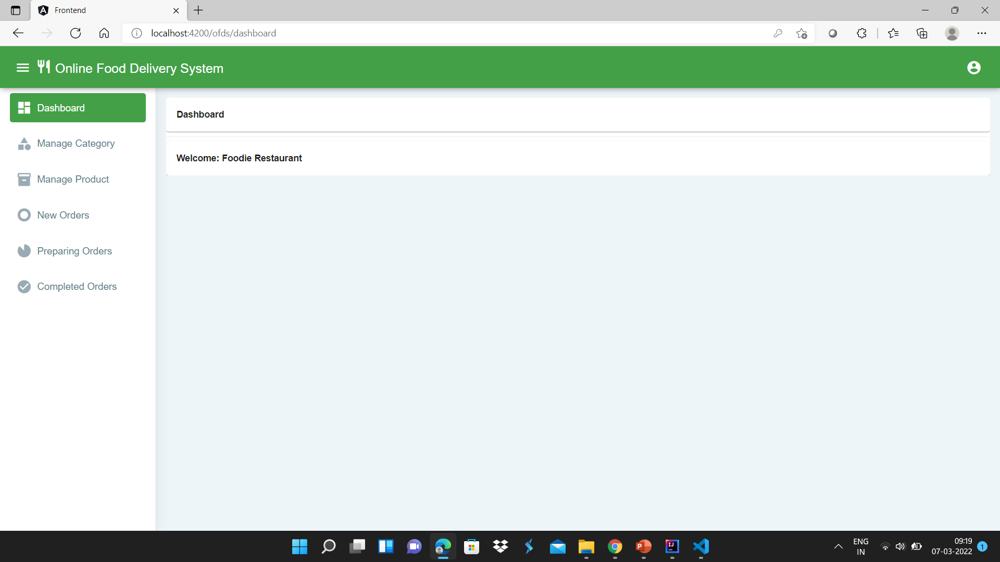 Frontend
localhost:4200/ofds/dashboard
Online Food Delivery System
Dashboard
Manage Category
Manage Product
New Orders
Preparing Orders
Completed Orders
Dashboard
Welcome: Foodie Restaurant
ENG
IN
09:19
07-03-2022
1